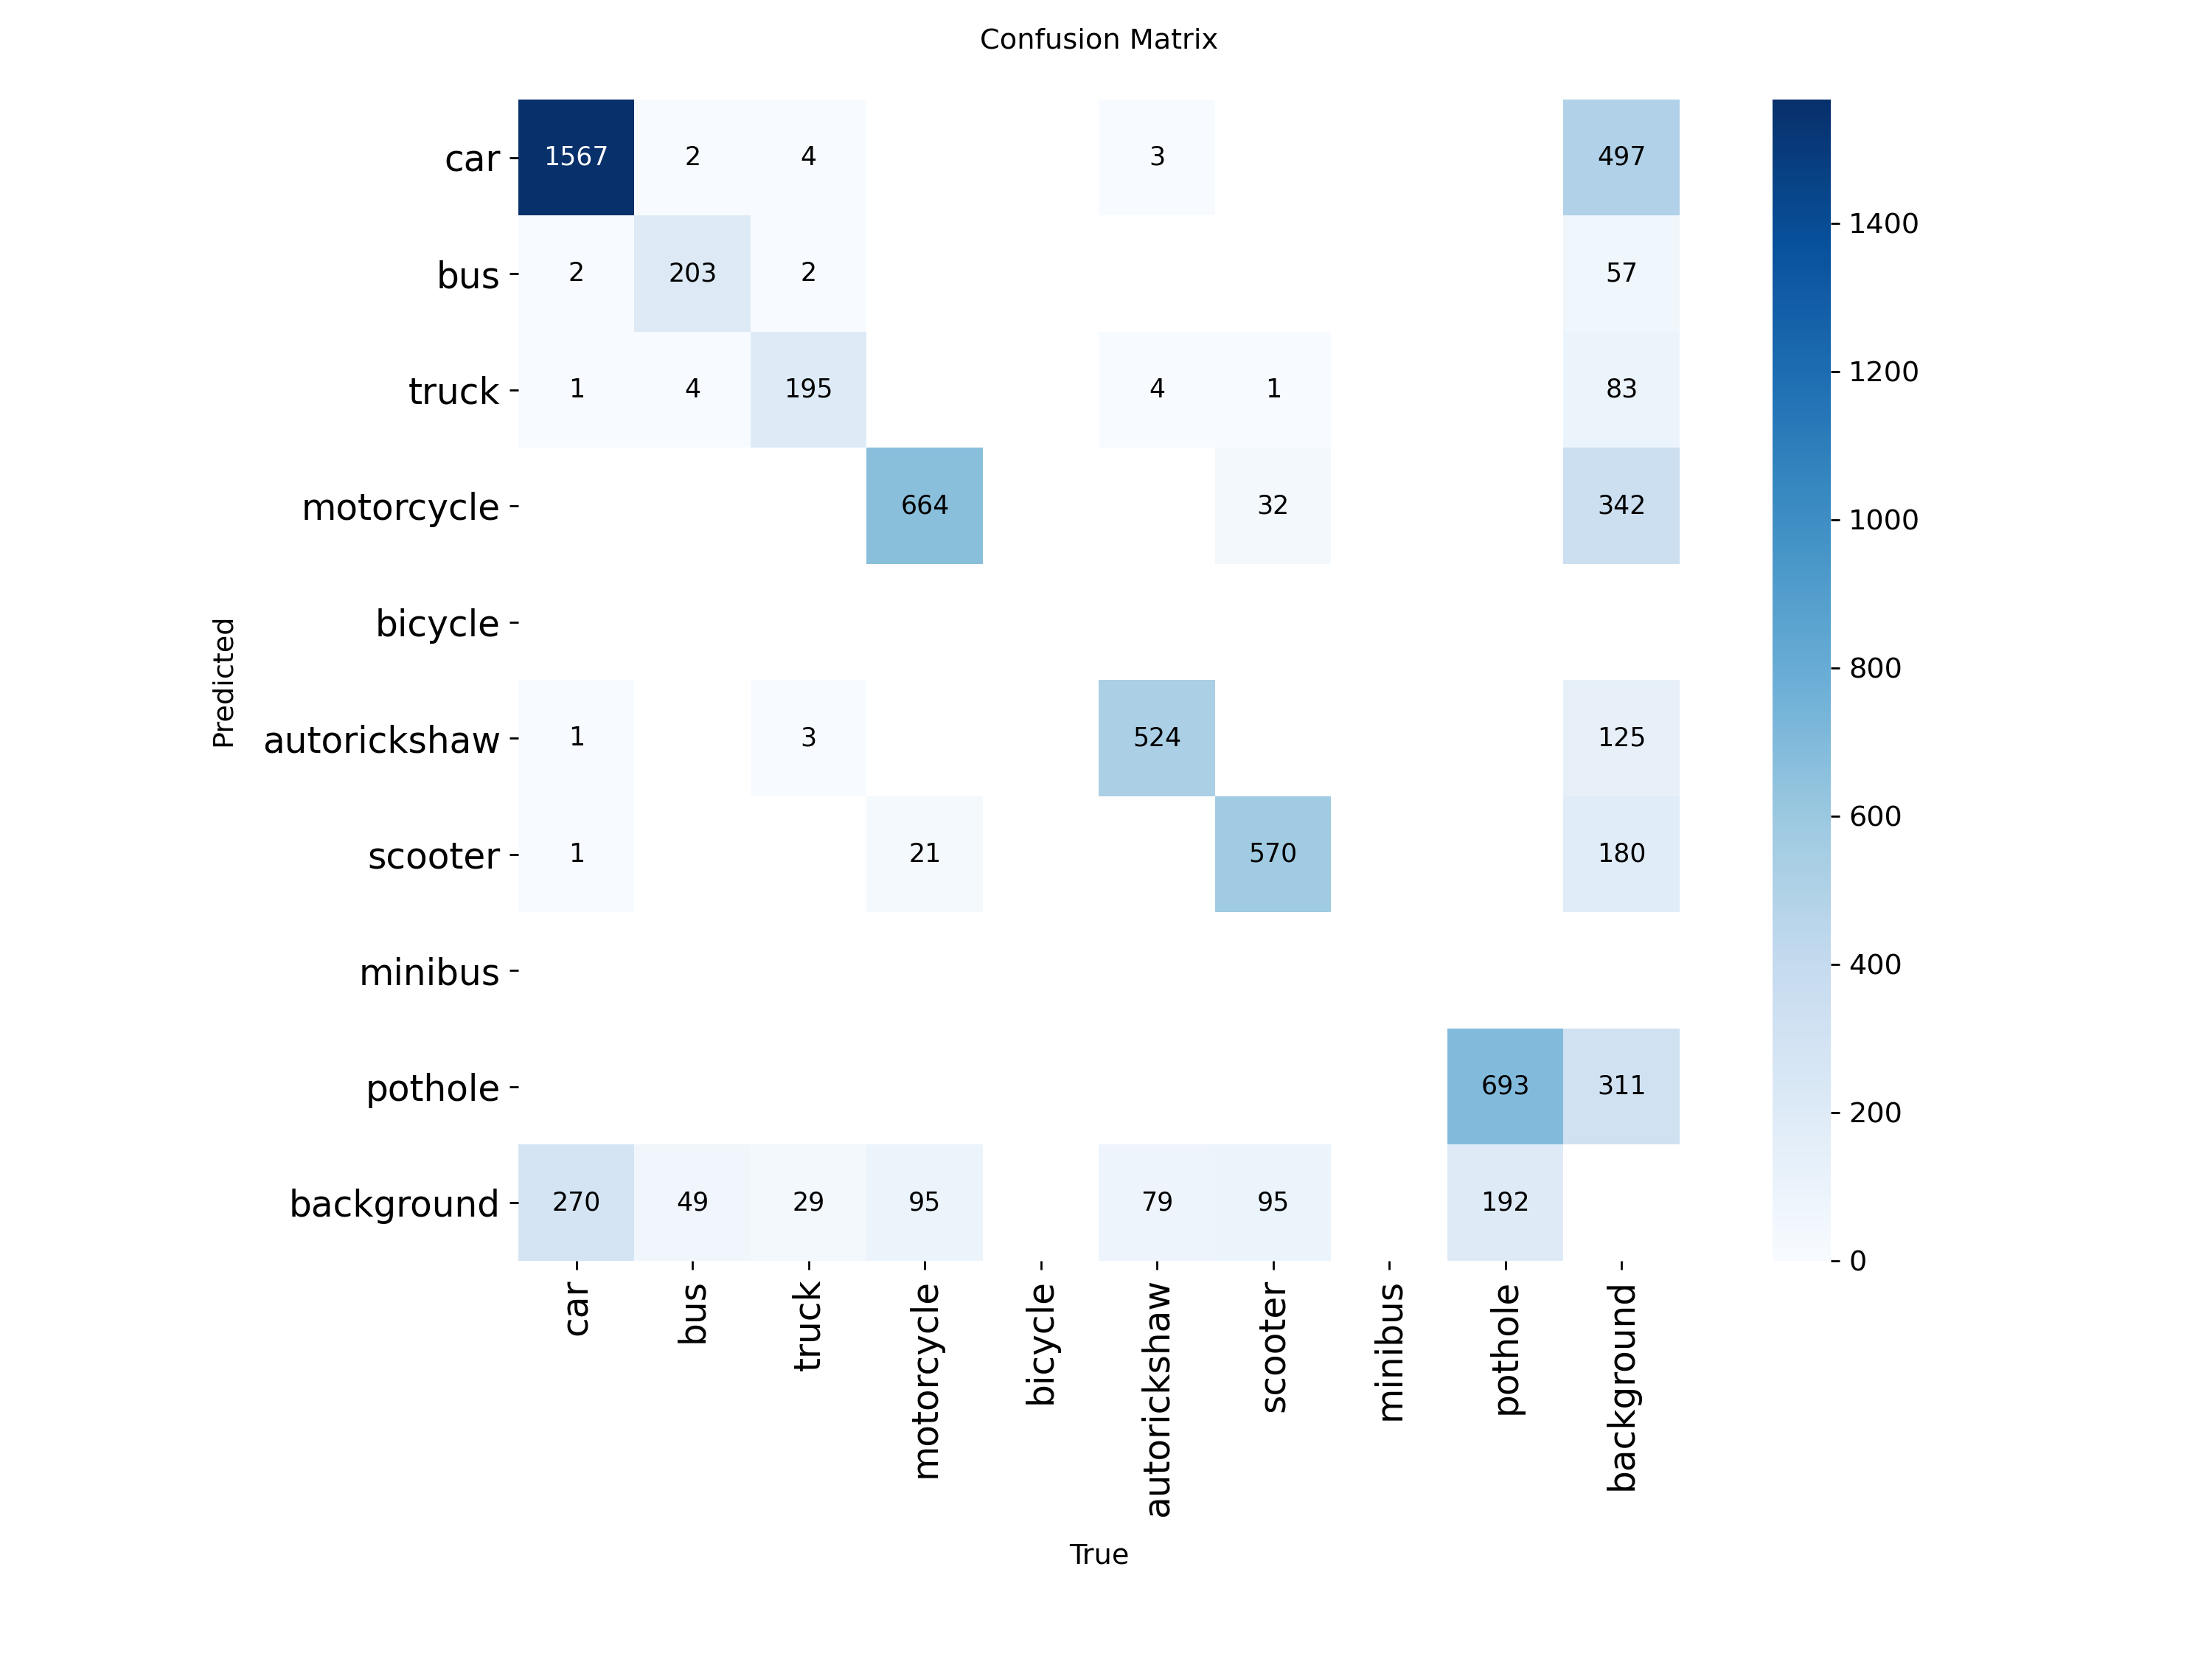 Confusion Matrix
car 1567 2 4 3 497
bus 2 203 2 57
truck 1 4 195 4 1 83
motorcycle 664 32 342
bicycle
autorickshaw 1 3 524 125
scooter 1 21 570 180
minibus
pothole 693 311
background 270 49 29 95 79 95 192
Predicted
car bus truck motorcycle bicycle autorickshaw scooter minibus pothole background
True
1400
1200
1000
800
600
400
200
0